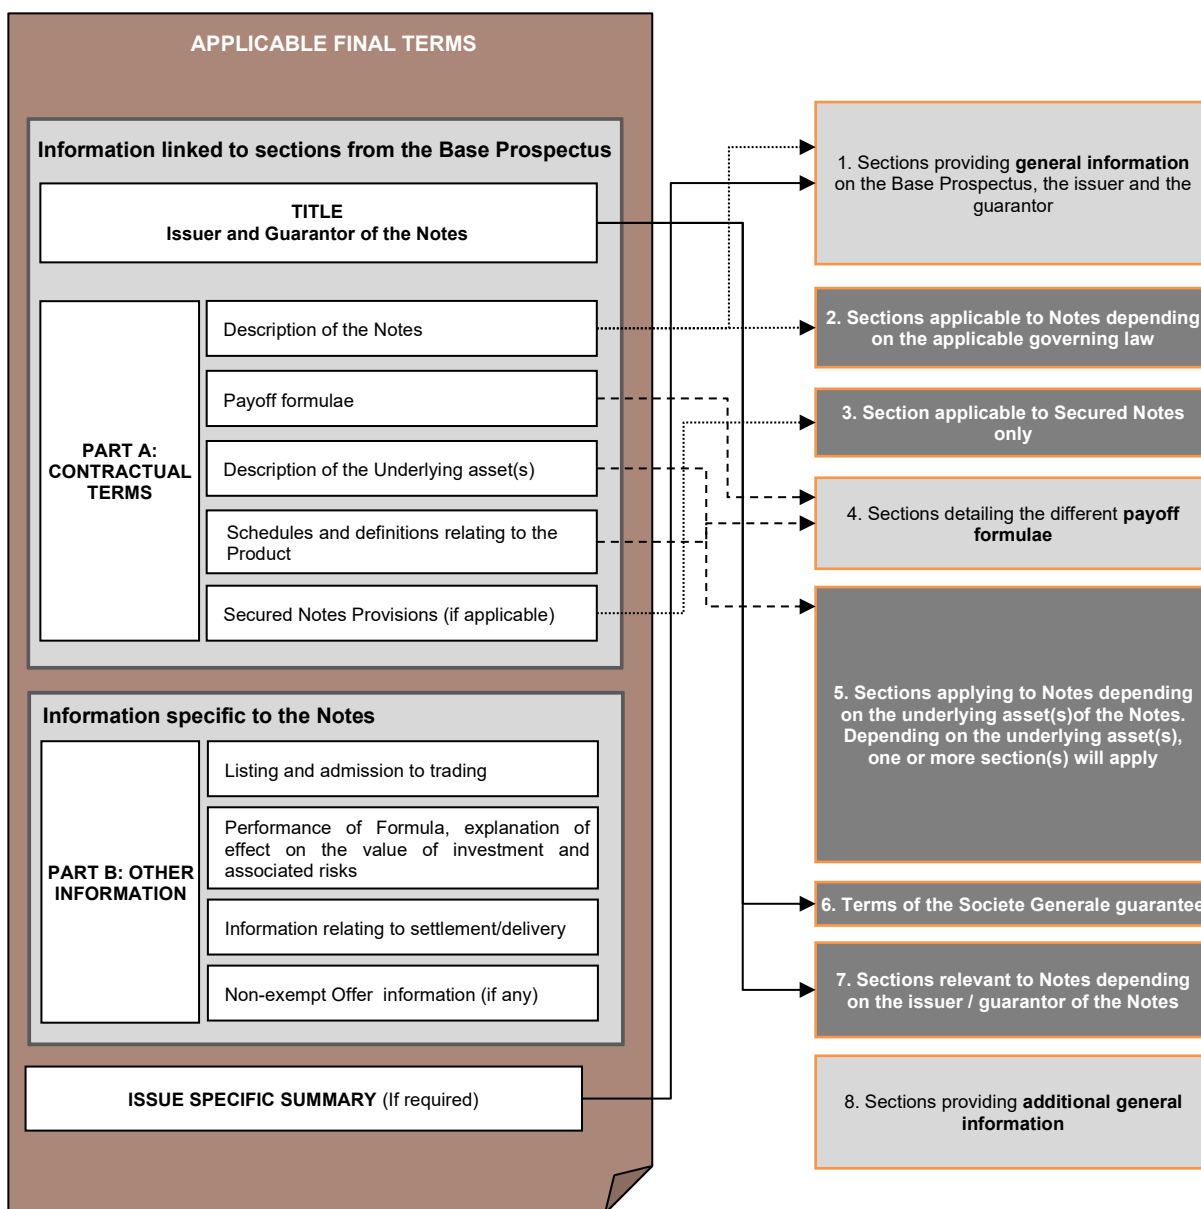 APPLICABLE FINAL TERMS
Information linked to sections from the Base Prospectus
TITLE
Issuer and Guarantor of the Notes
PART A:
CONTRACTUAL
TERMS
Description of the Notes
Payoff formulae
Description of the Underlying asset(s)
Schedules and definitions relating to the
Product
Secured Notes Provisions (if applicable)
Information specific to the Notes
PART B: OTHER
INFORMATION
Listing and admission to trading
Performance of Formula, explanation of
effect on the value of investment and
associated risks
Information relating to settlement/delivery
Non-exempt Offer information (if any)
ISSUE SPECIFIC SUMMARY (If required)
1. Sections providing general information
on the Base Prospectus, the issuer and the
guarantor
2. Sections applicable to Notes depending
on the applicable governing law
3. Section applicable to Secured Notes
only
4. Sections detailing the different payoff
formulae
5. Sections applying to Notes depending
on the underlying asset(s)of the Notes.
Depending on the underlying asset(s),
one or more section(s) will apply
6. Terms of the Societe Generale guarantee
7. Sections relevant to Notes depending
on the issuer / guarantor of the Notes
8. Sections providing additional general
information